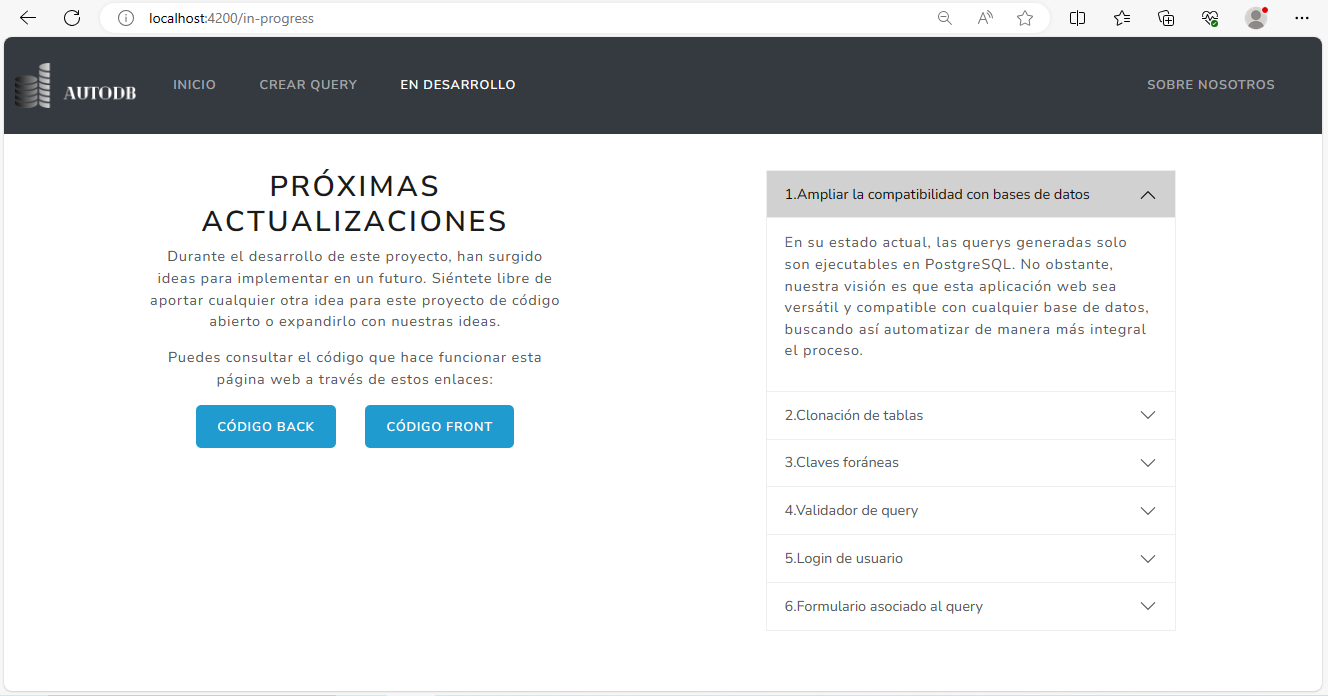 localhost:4200/in-progress
AUTODB
INICIO
CREAR QUERY
EN DESARROLLO
SOBRE NOSOTROS
PRÓXIMAS
ACTUALIZACIONES
Durante el desarrollo de este proyecto, han surgido
ideas para implementar en un futuro. Siéntete libre de
aportar cualquier otra idea para este proyecto de código
abierto o expandirlo con nuestras ideas.
Puedes consultar el código que hace funcionar esta
página web a través de estos enlaces:
CÓDIGO BACK
CÓDIGO FRONT
1.Ampliar la compatibilidad con bases de datos
En su estado actual, las querys generadas solo
son ejecutables en PostgreSQL. No obstante,
nuestra visión es que esta aplicación web sea
versátil y compatible con cualquier base de datos,
buscando así automatizar de manera más integral
el proceso.
2.Clonación de tablas
3.Claves foráneas
4.Validador de query
5.Login de usuario
6.Formulario asociado al query